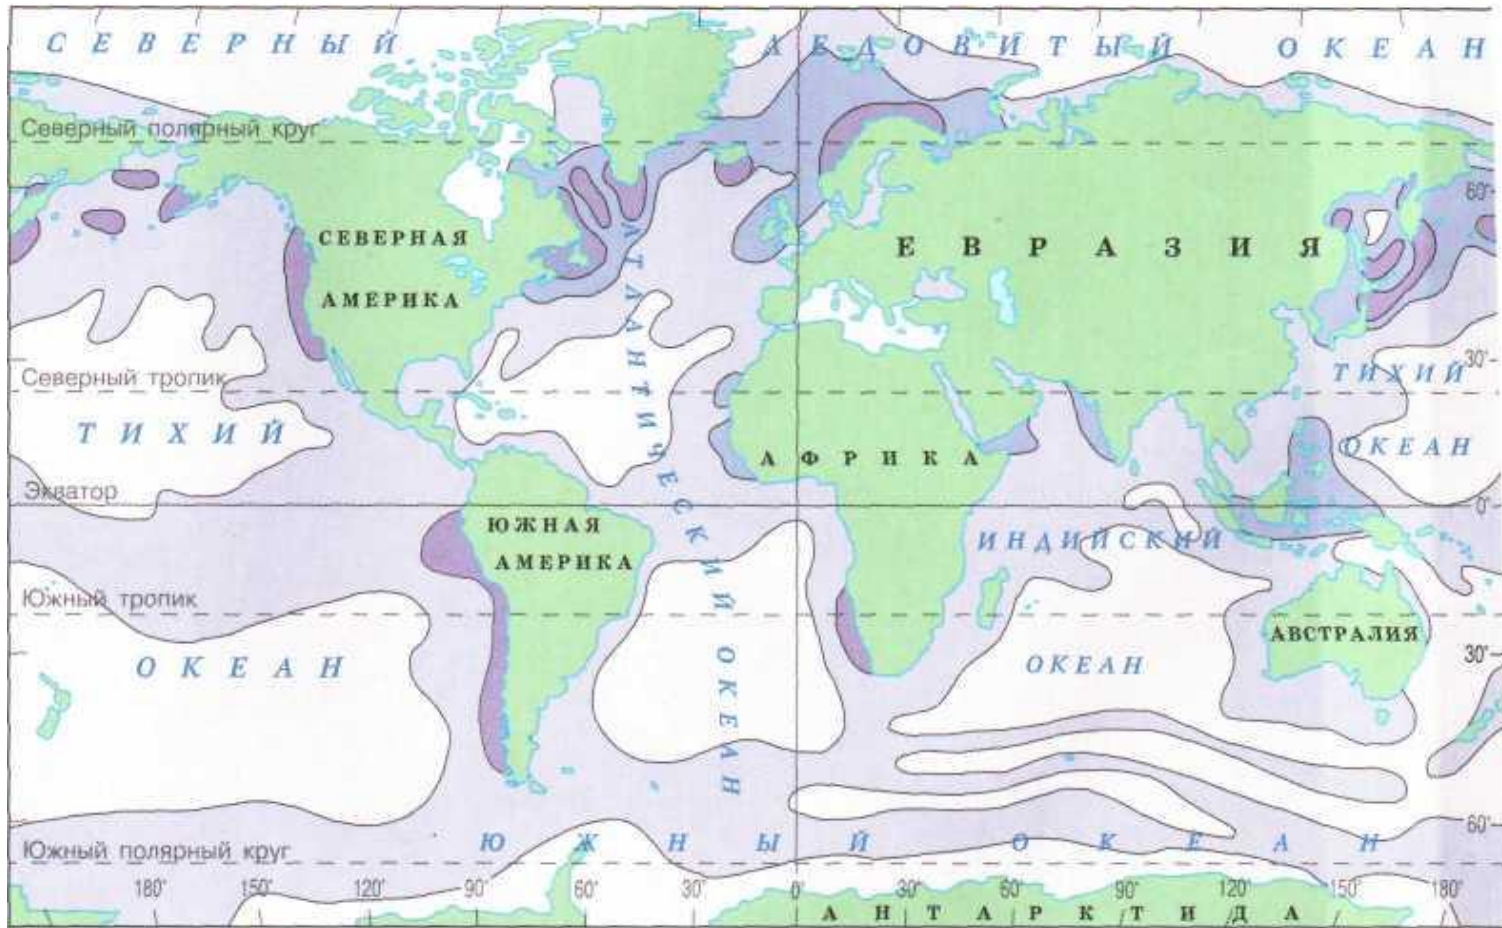 СЕВЕРНЫЙ ЛЕДОВИТЫЙ ОКЕАН
Северный полярный круг
60°
СЕВЕРНАЯ
АМЕРИКА
ЕВРАЗИЯ
АТЛАНТИЧЕСКИЙ ОКЕАН
30°
Северный тропик
ТИХИЙ
ТИХИЙ
ОКЕАН
АФРИКА
Экватор
0°
ЮЖНАЯ
АМЕРИКА
ИНДИЙСКИЙ
Южный тропик
АВСТРАЛИЯ
30°
ОКЕАН
ОКЕАН
60°
ЮЖНЫЙ ОКЕАН
Южный полярный круг
180° 150° 120° 90° 60° 30° 0° 30° 60° 90° 120° 150° 180°
АНТАРКТИДА